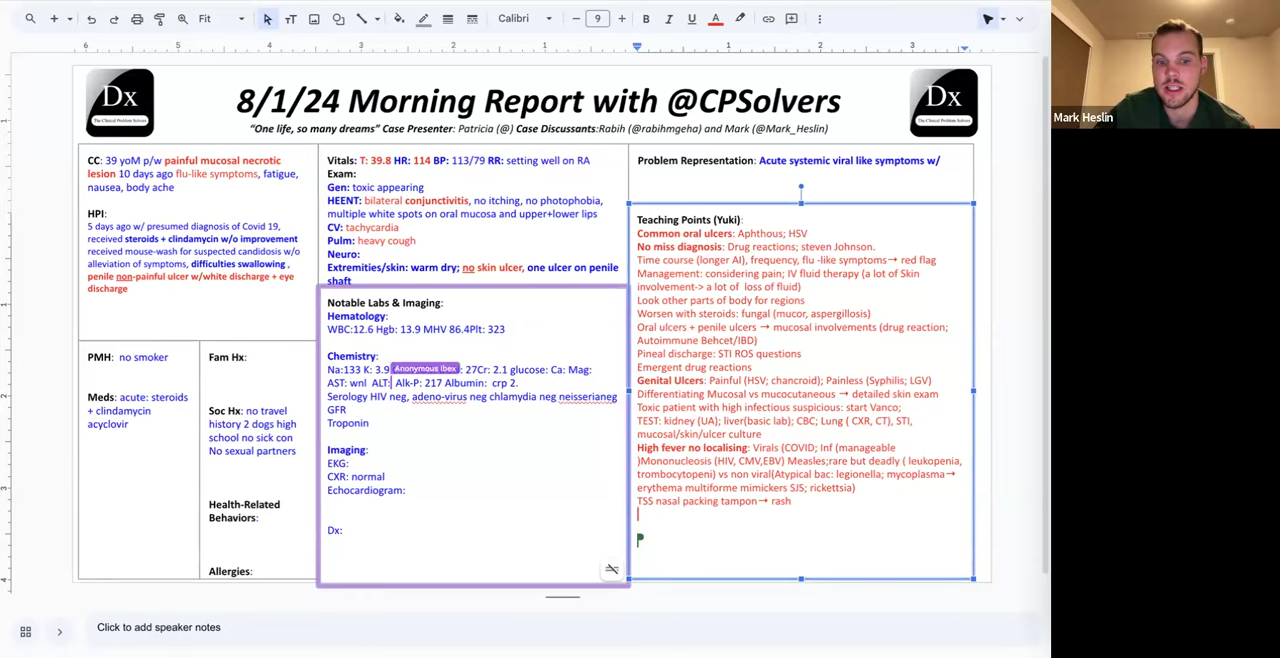 Fit
Calibri
9
B I U A
6 5 4 3 2 1 1 2 3
Dx
The Clinical Problem Solvers
8/1/24 Morning Report with @CPSolvers
"One life, so many dreams" Case Presenter: Patricia (@) Case Discussants:Rabih (@rabihmgeha) and Mark (@Mark_Heslin)
Dx
The Clinical Problem Solvers
CC: 39 yoM p/w painful mucosal necrotic
lesion 10 days ago flu-like symptoms, fatigue,
nausea, body ache
HPI:
5 days ago w/ presumed diagnosis of Covid 19,
received steroids + clindamycin w/o improvement
received mouse-wash for suspected candidosis w/o
alleviation of symptoms, difficulties swallowing ,
penile non-painful ulcer w/white discharge + eye
discharge
PMH: no smoker
Meds: acute: steroids
+ clindamycin
acyclovir
Fam Hx:
Soc Hx: no travel
history 2 dogs high
school no sick con
No sexual partners
Health-Related
Behaviors:
Allergies:
Vitals: T: 39.8 HR: 114 BP: 113/79 RR: setting well on RA
Exam:
Gen: toxic appearing
HEENT: bilateral conjunctivitis, no itching, no photophobia,
multiple white spots on oral mucosa and upper+lower lips
CV: tachycardia
Pulm: heavy cough
Neuro:
Extremities/skin: warm dry; no skin ulcer, one ulcer on penile
shaft
Notable Labs & Imaging:
Hematology:
WBC:12.6 Hgb: 13.9 MHV 86.4Plt: 323
Chemistry:
Na:133 K: 3.9 Anonymous Ibex : 27Cr: 2.1 glucose: Ca: Mag:
AST: wnl ALT: Alk-P: 217 Albumin: crp 2.
Serology HIV neg, adeno-virus neg chlamydia neg neisserianeg
GFR
Troponin
Imaging:
EKG:
CXR: normal
Echocardiogram:
Dx:
Problem Representation: Acute systemic viral like symptoms w/
Teaching Points (Yuki):
Common oral ulcers: Aphthous; HSV
No miss diagnosis: Drug reactions; steven Johnson.
Time course (longer AI), frequency, flu -like symptoms→ red flag
Management: considering pain; IV fluid therapy (a lot of Skin
involvement-> a lot of loss of fluid)
Look other parts of body for regions
Worsen with steroids: fungal (mucor, aspergillosis)
Oral ulcers + penile ulcers → mucosal involvements (drug reaction;
Autoimmune Behcet/IBD)
Pineal discharge: STI ROS questions
Emergent drug reactions
Genital Ulcers: Painful (HSV; chancroid); Painless (Syphilis; LGV)
Differentiating Mucosal vs mucocutaneous → detailed skin exam
Toxic patient with high infectious suspicious: start Vanco;
TEST: kidney (UA); liver(basic lab); CBC; Lung ( CXR, CT), STI,
mucosal/skin/ulcer culture
High fever no localising: Virals (COVID; Inf (manageable
)Mononucleosis (HIV, CMV,EBV) Measles;rare but deadly ( leukopenia,
trombocytopeni) vs non viral(Atypical bac: legionella; mycoplasma→
erythema multiforme mimickers SJS; rickettsia)
TSS nasal packing tampon→ rash
Click to add speaker notes
Mark Heslin